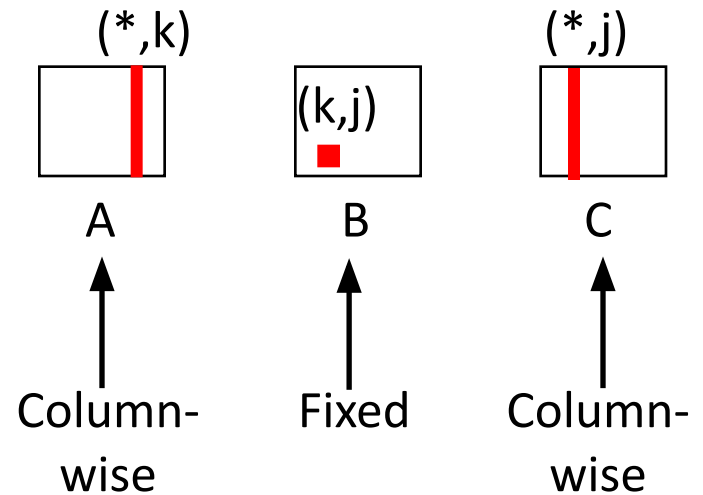 (*,k)
(*,j)
(k,j)
A
B
C
Column-
wise
Fixed
Column-
wise